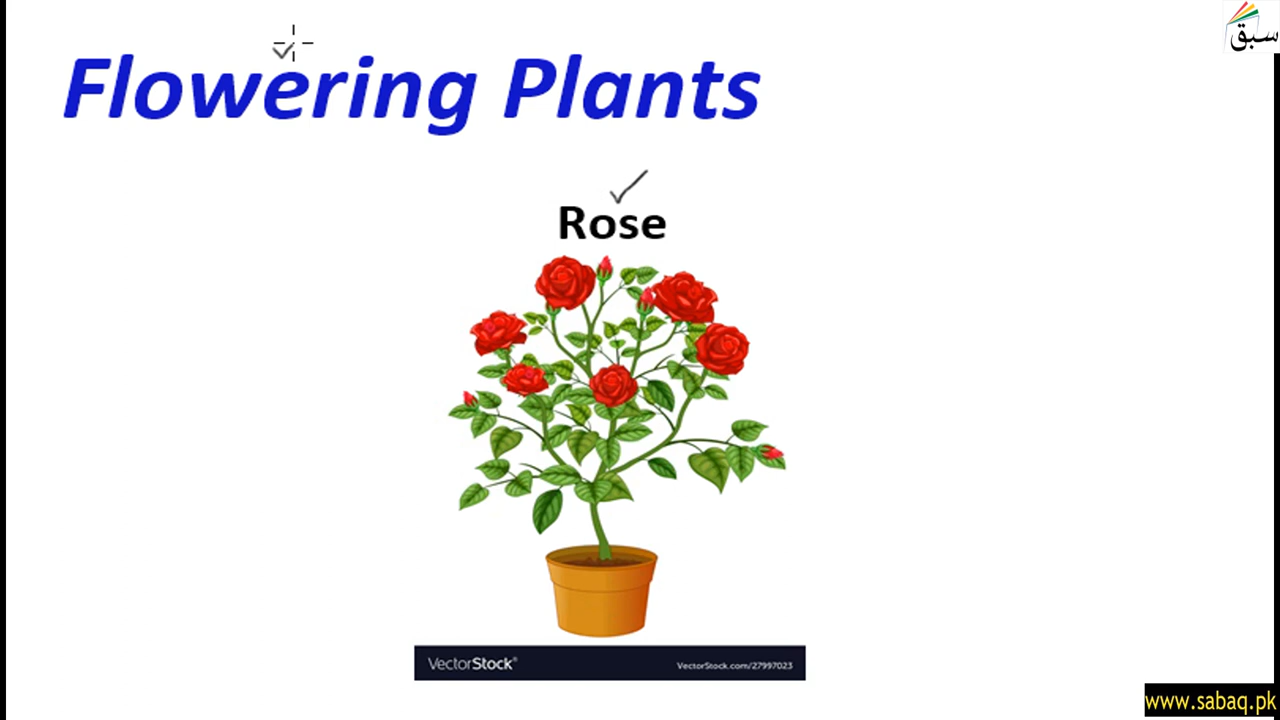 سبق
Flowering Plants
Rose
VectorStock®
VectorStock.com/27997023
www.sabaq.pk